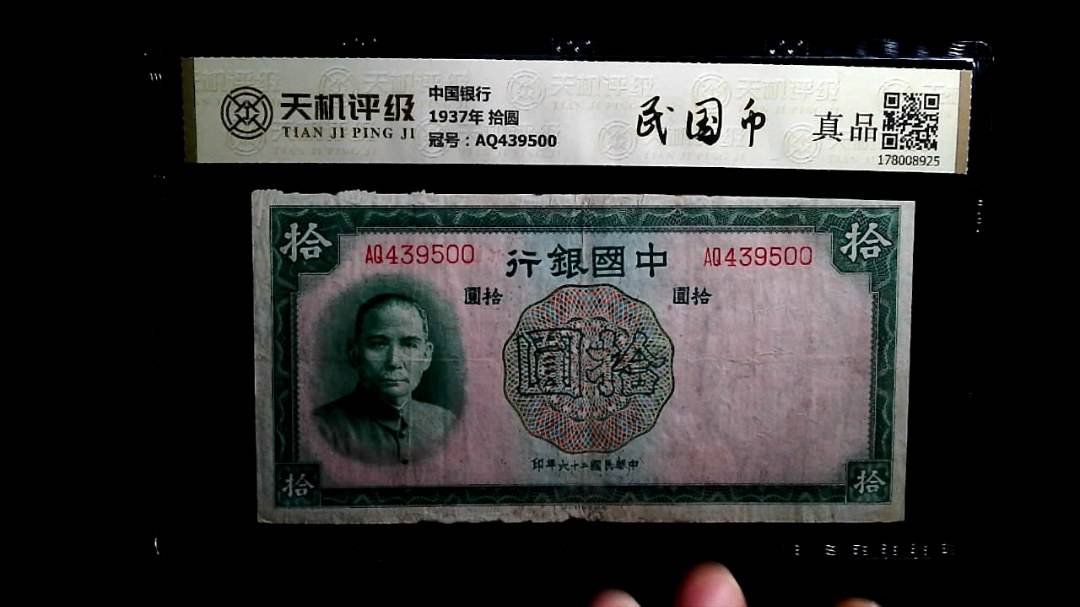 天机评级
TIAN JI PING JI
中国银行
1937年 拾圆
冠号：AQ439500
民国币
真品
178008925
拾
AQ439500
行銀國中
AQ439500
拾
圓拾
圓拾
圓拾
印年六十二國民華中
拾
拾